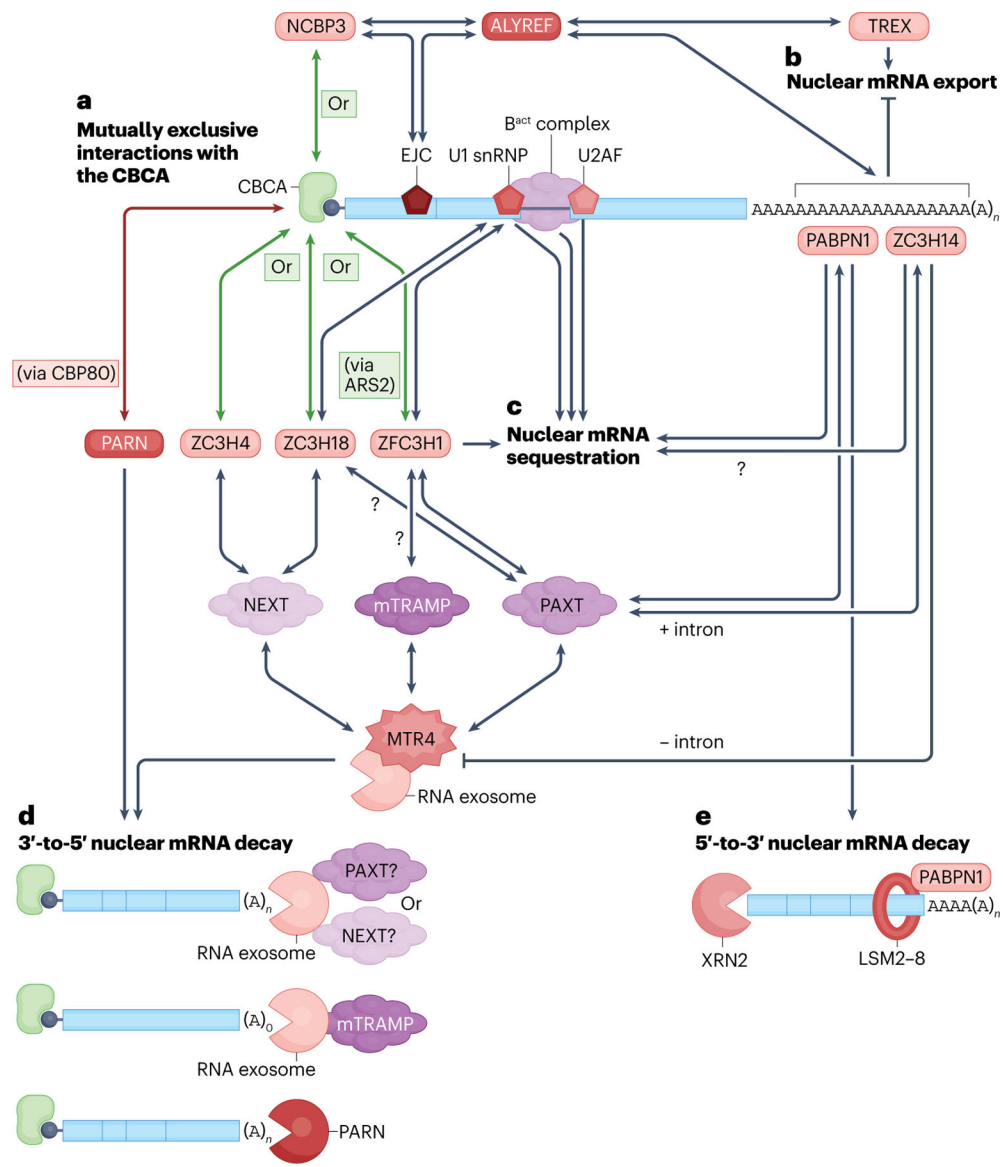 NCBP3
ALYREF
TREX
b
Nuclear mRNA export
Or
a
Mutually exclusive
interactions with
the CBCA
B^act complex
EJC
U1 snRNP
U2AF
CBCA
AAAAAAAAAAAAAAAAAAAA(A)n
PABPN1
ZC3H14
Or
Or
(via CBP80)
(via
ARS2)
c
Nuclear mRNA
sequestration
PARN
ZC3H4
ZC3H18
ZFC3H1
?
?
?
NEXT
mTRAMP
PAXT
+ intron
MTR4
– intron
RNA exosome
d
3′-to-5′ nuclear mRNA decay
e
5′-to-3′ nuclear mRNA decay
PAXT?
(A)n
Or
NEXT?
RNA exosome
PABPN1
AAAA(A)n
XRN2
LSM2–8
(A)0
mTRAMP
RNA exosome
(A)n
PARN